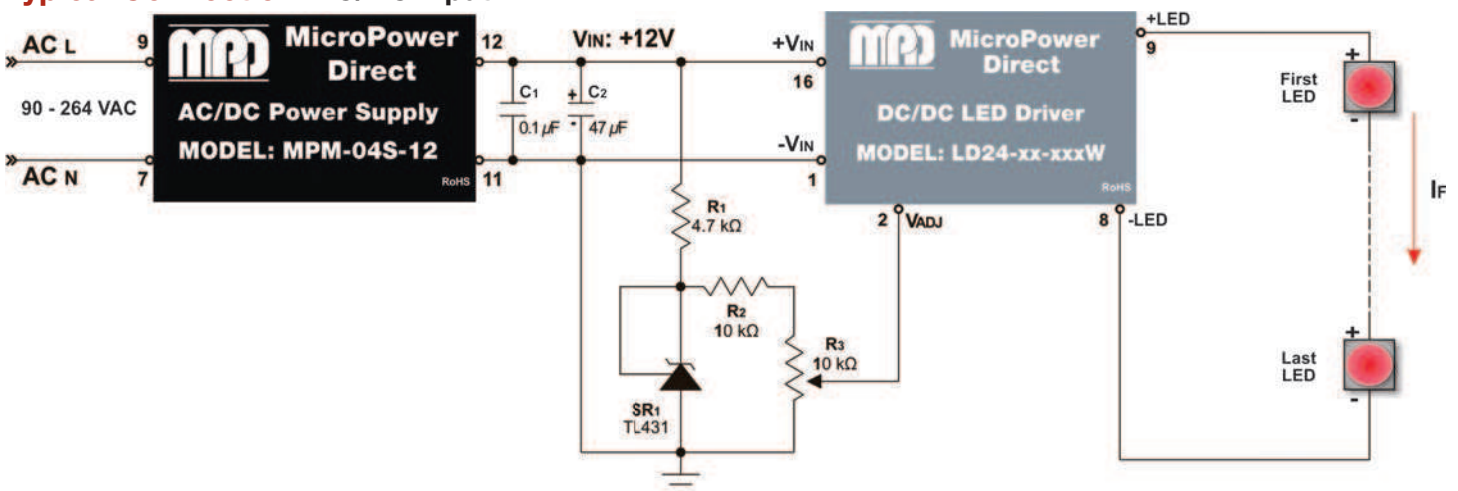 AC L
9
MPD
MicroPower
Direct
AC/DC Power Supply
MODEL: MPM-04S-12
RoHS
90 - 264 VAC
AC N
7
12
11
VIN: +12V
C1
0.1 µF
+
C2
-
47 µF
+VIN
16
-VIN
1
MPD
MicroPower
Direct
DC/DC LED Driver
MODEL: LD24-xx-xxxW
RoHS
+LED
9
2
VADJ
8
-LED
R1
4.7 kΩ
R2
10 kΩ
R3
10 kΩ
SR1
TL431
First
LED
+
-
IF
Last
LED
+
-